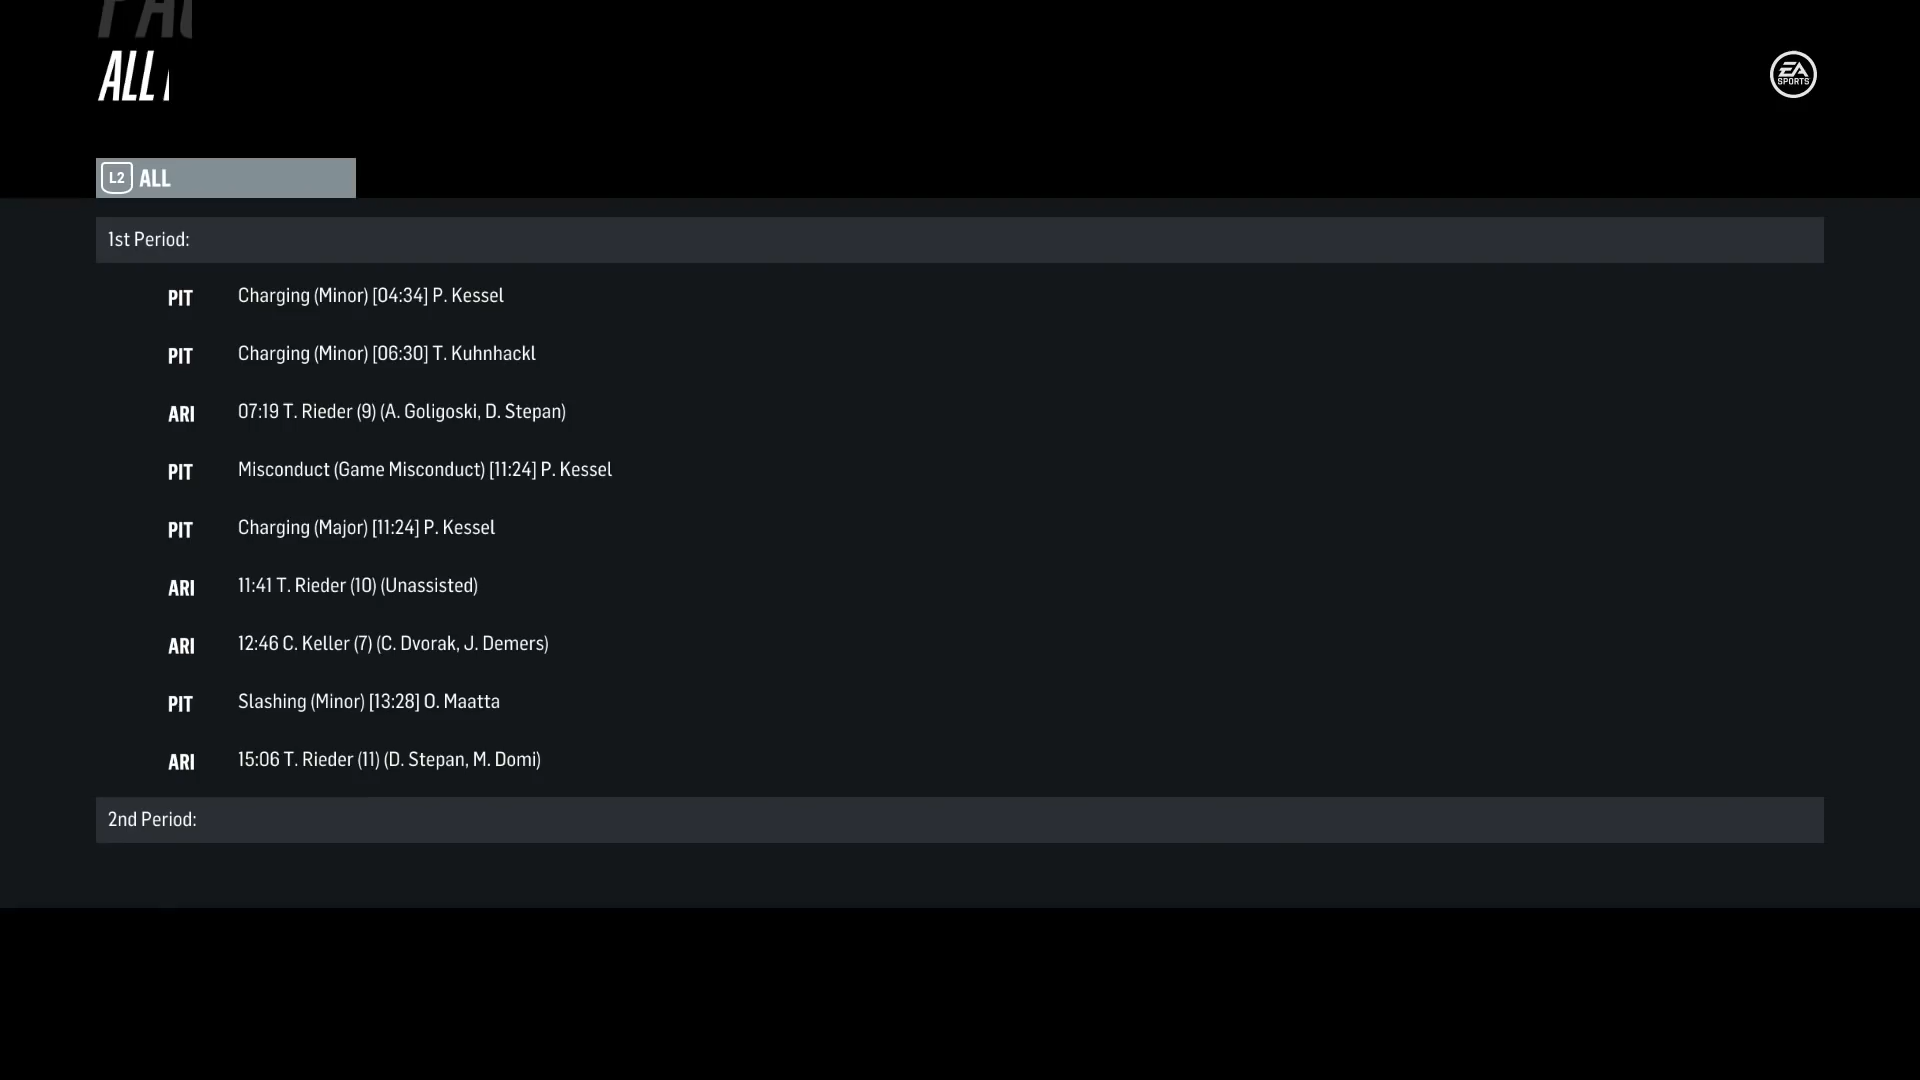 ALL
EA
SPORTS
L2 ALL
1st Period:
PIT Charging (Minor) [04:34] P. Kessel
PIT Charging (Minor) [06:30] T. Kuhnhackl
ARI 07:19 T. Rieder (9) (A. Goligoski, D. Stepan)
PIT Misconduct (Game Misconduct) [11:24] P. Kessel
PIT Charging (Major) [11:24] P. Kessel
ARI 11:41 T. Rieder (10) (Unassisted)
ARI 12:46 C. Keller (7) (C. Dvorak, J. Demers)
PIT Slashing (Minor) [13:28] O. Maatta
ARI 15:06 T. Rieder (11) (D. Stepan, M. Domi)
2nd Period: